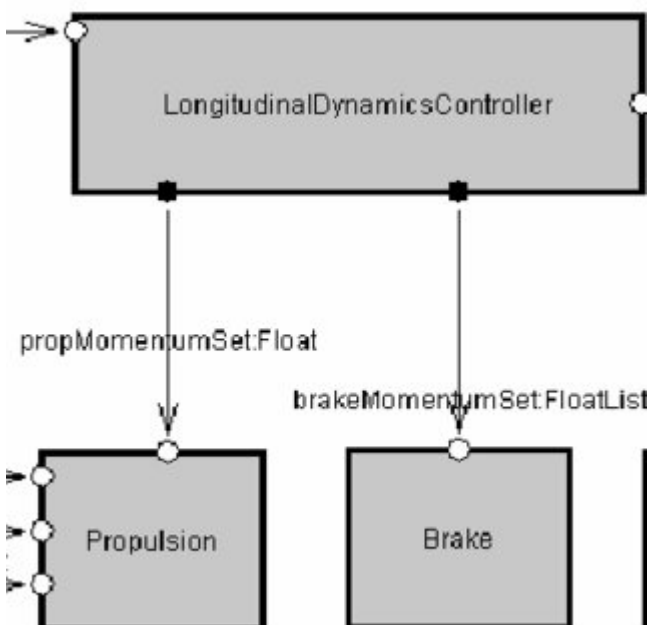 LongitudinalDynamicsController
propMomentumSet:Float
brakeMomentumSet:FloatList
Propulsion
Brake